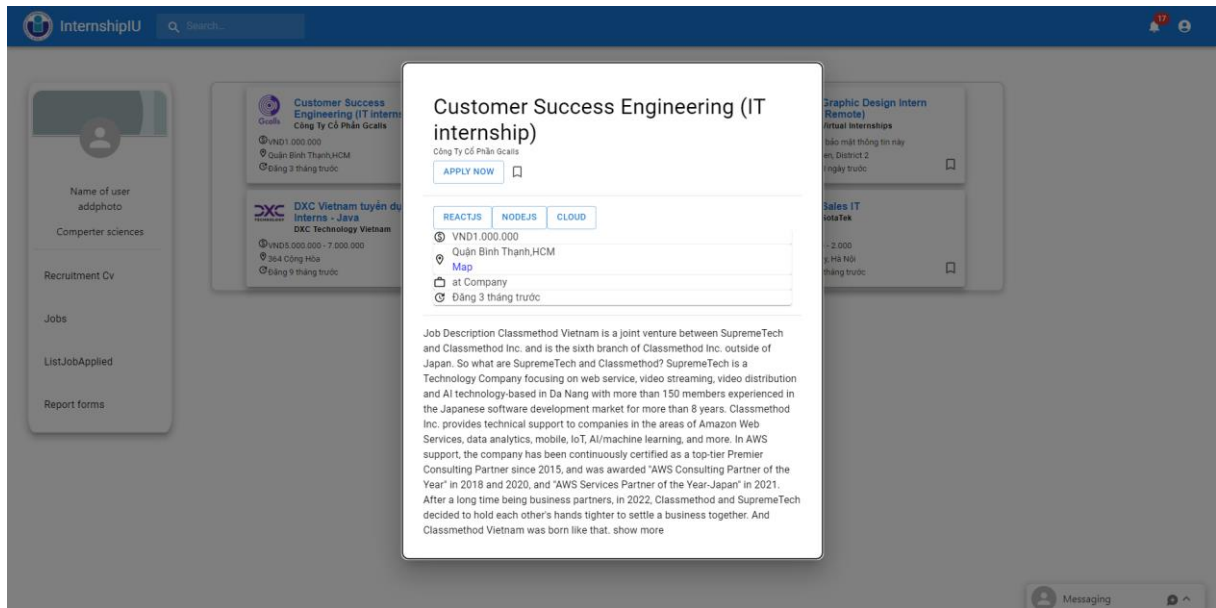 InternshipIU
Search...
17
Name of user
addphoto
Comperter sciences
Recruitment Cv
Jobs
ListJobApplied
Report forms
Gcalls
Customer Success
Engineering (IT interns
Công Ty Cổ Phần Gcalls
VND1.000.000
Quận Bình Thạnh,HCM
Đăng 3 tháng trước
DXC
TECHNOLOGY
DXC Vietnam tuyển dụ
Interns - Java
DXC Technology Vietnam
VND5.000.000 - 7.000.000
364 Cộng Hòa
Đăng 9 tháng trước
Customer Success Engineering (IT
internship)
Công Ty Cổ Phần Gcalls
APPLY NOW
REACTJS NODEJS CLOUD
VND1.000.000
Quận Bình Thạnh,HCM
Map
at Company
Đăng 3 tháng trước
Job Description Classmethod Vietnam is a joint venture between SupremeTech
and Classmethod Inc. and is the sixth branch of Classmethod Inc. outside of
Japan. So what are SupremeTech and Classmethod? SupremeTech is a
Technology Company focusing on web service, video streaming, video distribution
and AI technology-based in Da Nang with more than 150 members experienced in
the Japanese software development market for more than 8 years. Classmethod
Inc. provides technical support to companies in the areas of Amazon Web
Services, data analytics, mobile, IoT, AI/machine learning, and more. In AWS
support, the company has been continuously certified as a top-tier Premier
Consulting Partner since 2015, and was awarded "AWS Consulting Partner of the
Year" in 2018 and 2020, and "AWS Services Partner of the Year-Japan" in 2021.
After a long time being business partners, in 2022, Classmethod and SupremeTech
decided to hold each other's hands tighter to settle a business together. And
Classmethod Vietnam was born like that. show more
Graphic Design Intern
Remote)
Virtual Internships
bảo mật thông tin này
en, District 2
ngày trước
Sales IT
iotaTek
- 2.000
y, Hà Nội
tháng trước
Messaging